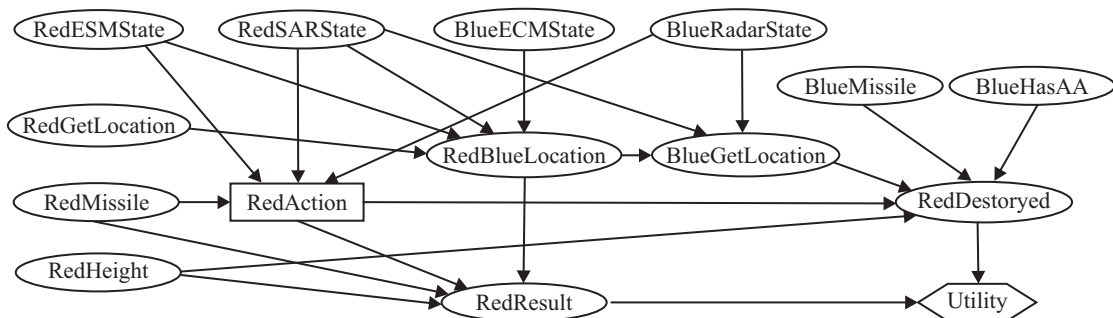 RedESMState
RedSARState
BlueECMState
BlueRadarState
BlueMissile
BlueHasAA
RedGetLocation
RedBlueLocation
BlueGetLocation
RedMissile
RedAction
RedDestoryed
RedHeight
RedResult
Utility